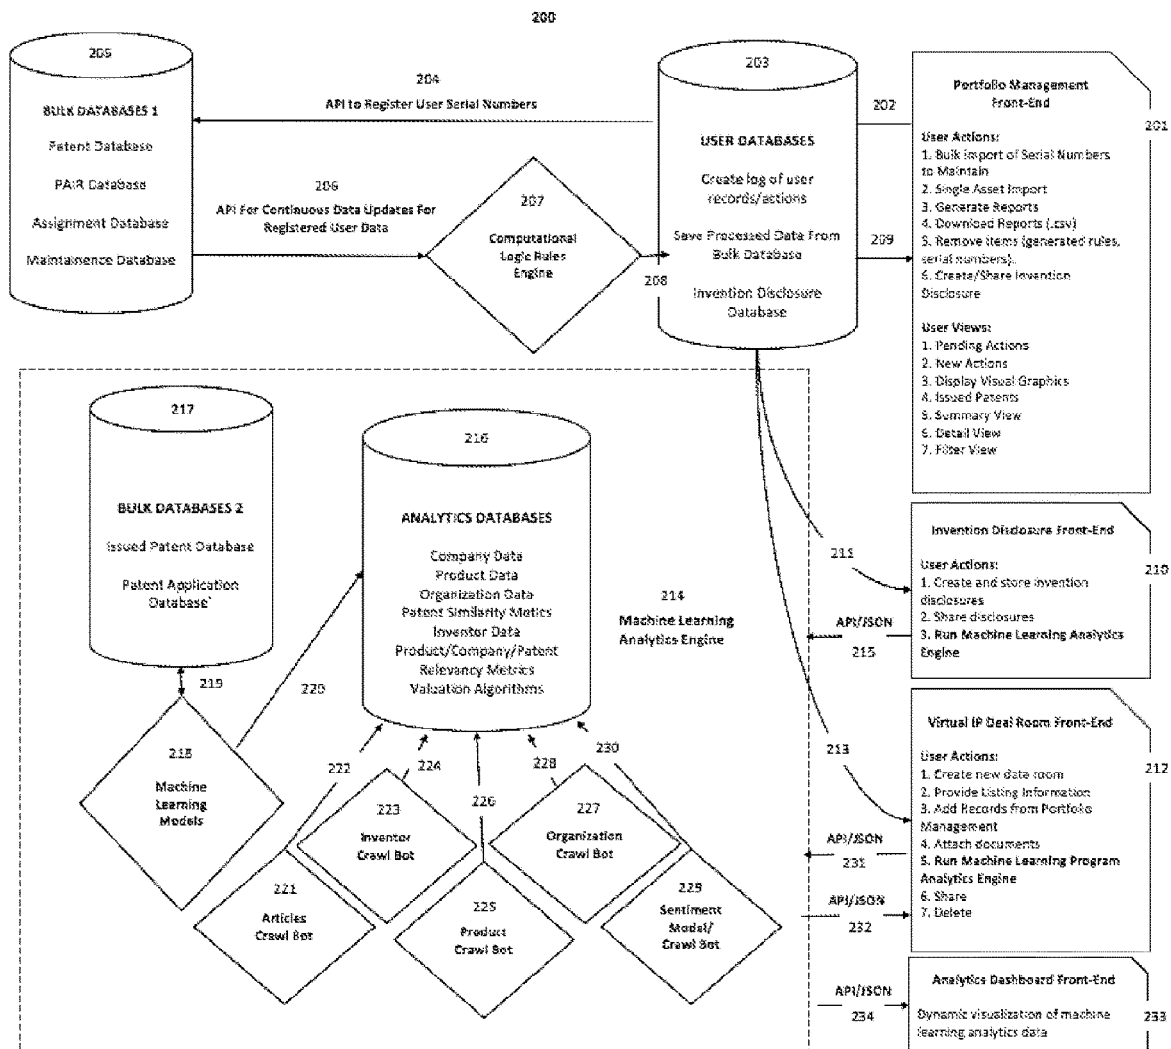 200
205
BULK DATABASES 1
Patent Database
PAIR Database
Assignment Database
Maintainence Database
204
API to Register User Serial Numbers
206
API For Continuous Data Updates For
Registered User Data
207
Computational
Logic Rules
Engine
208
203
USER DATABASES
Create log of user
records/actions
Save Processed Data From
Bulk Database
Invention Disclosure
Database
202
209
Portfolio Management
Front-End
201
User Actions:
1. Bulk Import of Serial Numbers
to Maintain
2. Single Asset Import
3. Generate Reports
4. Download Reports (.csv)
5. Remove items (generated rules,
serial numbers).
6. Create/Share Invention
Disclosure
User Views:
1. Pending Actions
2. New Actions
3. Display Visual Graphics
4. Issued Patents
5. Summary View
6. Detail View
7. Filter View
217
BULK DATABASES 2
Issued Patent Database
Patent Application
Database`
219
218
Machine
Learning
Models
220
216
ANALYTICS DATABASES
Company Data
Product Data
Organization Data
Patent Similarity Metics
Inventor Data
Product/Company/Patent
Relevancy Metrics
Valuation Algorithms
214
Machine Learning
Analytics Engine
222
224
226
228
230
221
Articles
Crawl Bot
223
Inventor
Crawl Bot
225
Product
Crawl Bot
227
Organization
Crawl Bot
229
Sentiment
Model/
Crawl Bot
211
Invention Disclosure Front-End
210
User Actions:
1. Create and store invention
disclosures
2. Share disclosures
3. Run Machine Learning Analytics
Engine
API/JSON
215
213
Virtual IP Deal Room Front-End
212
User Actions:
1. Create new date room
2. Provide Listing Information
3. Add Records from Portfolio
Management
4. Attach documents
5. Run Machine Learning Program
Analytics Engine
6. Share
7. Delete
API/JSON
231
API/JSON
232
Analytics Dashboard Front-End
233
Dynamic visualization of machine
learning analytics data
API/JSON
234